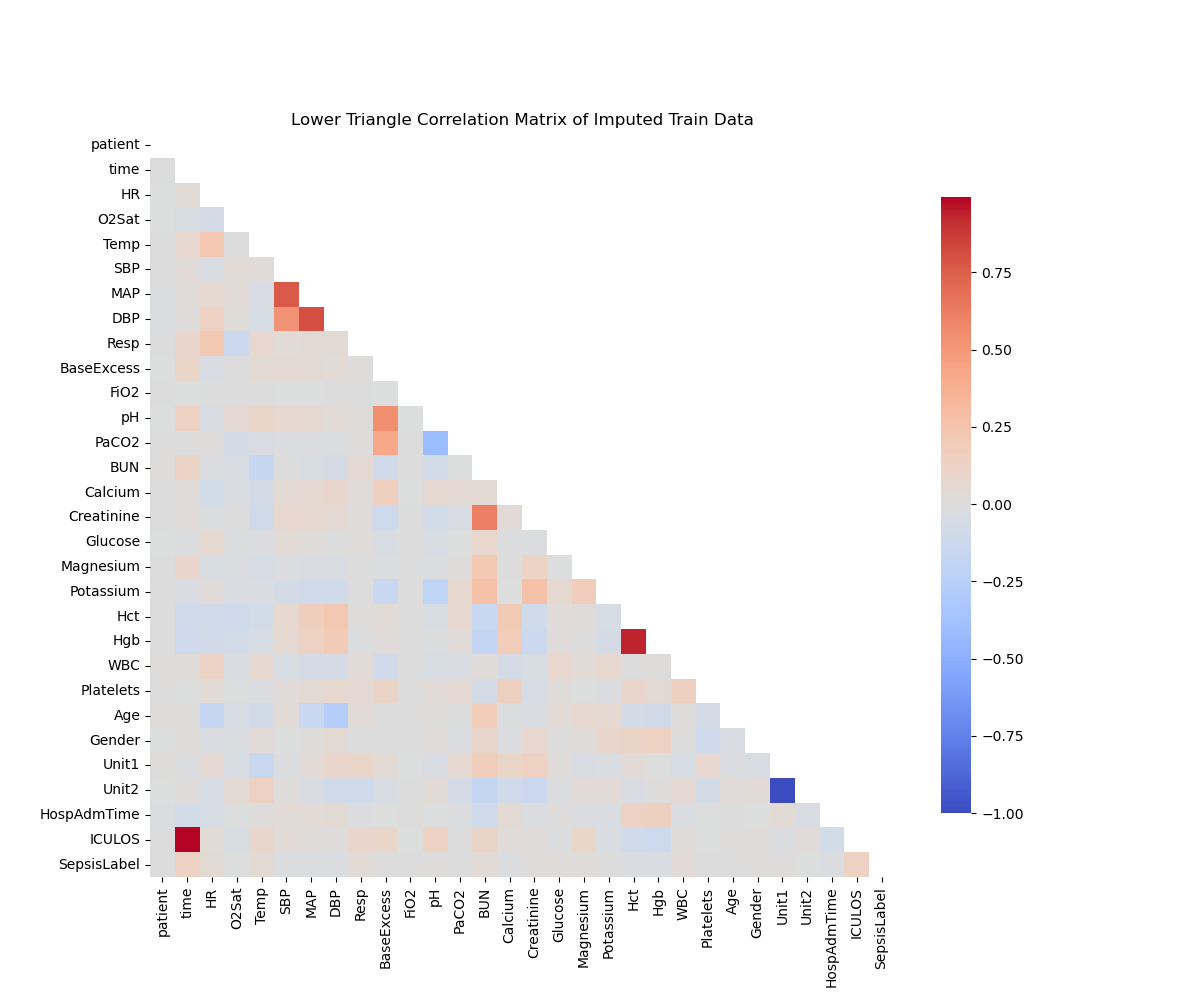 Lower Triangle Correlation Matrix of Imputed Train Data
patient
time
HR
O2Sat
Temp
SBP
MAP
DBP
Resp
BaseExcess
FiO2
pH
PaCO2
BUN
Calcium
Creatinine
Glucose
Magnesium
Potassium
Hct
Hgb
WBC
Platelets
Age
Gender
Unit1
Unit2
HospAdmTime
ICULOS
SepsisLabel
patient
time
HR
O2Sat
Temp
SBP
MAP
DBP
Resp
BaseExcess
FiO2
pH
PaCO2
BUN
Calcium
Creatinine
Glucose
Magnesium
Potassium
Hct
Hgb
WBC
Platelets
Age
Gender
Unit1
Unit2
HospAdmTime
ICULOS
SepsisLabel
0.75
0.50
0.25
0.00
−0.25
−0.50
−0.75
−1.00